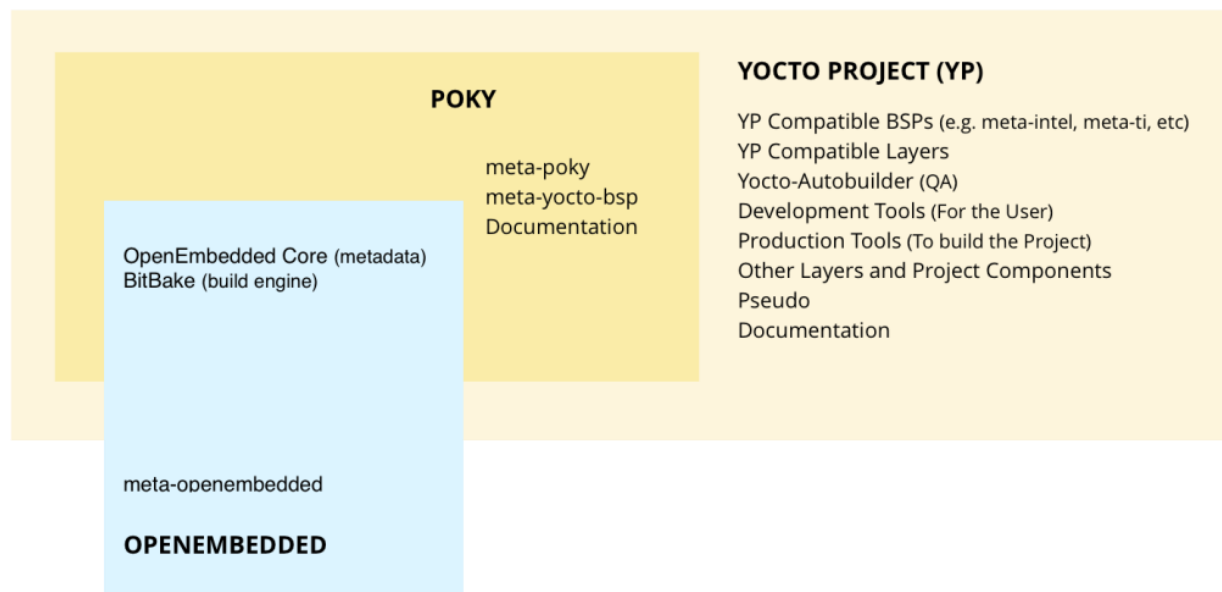 POKY
meta-poky
meta-yocto-bsp
Documentation
OpenEmbedded Core (metadata)
BitBake (build engine)
meta-openembedded
OPENEMBEDDED
YOCTO PROJECT (YP)
YP Compatible BSPs (e.g. meta-intel, meta-ti, etc)
YP Compatible Layers
Yocto-Autobuilder (QA)
Development Tools (For the User)
Production Tools (To build the Project)
Other Layers and Project Components
Pseudo
Documentation